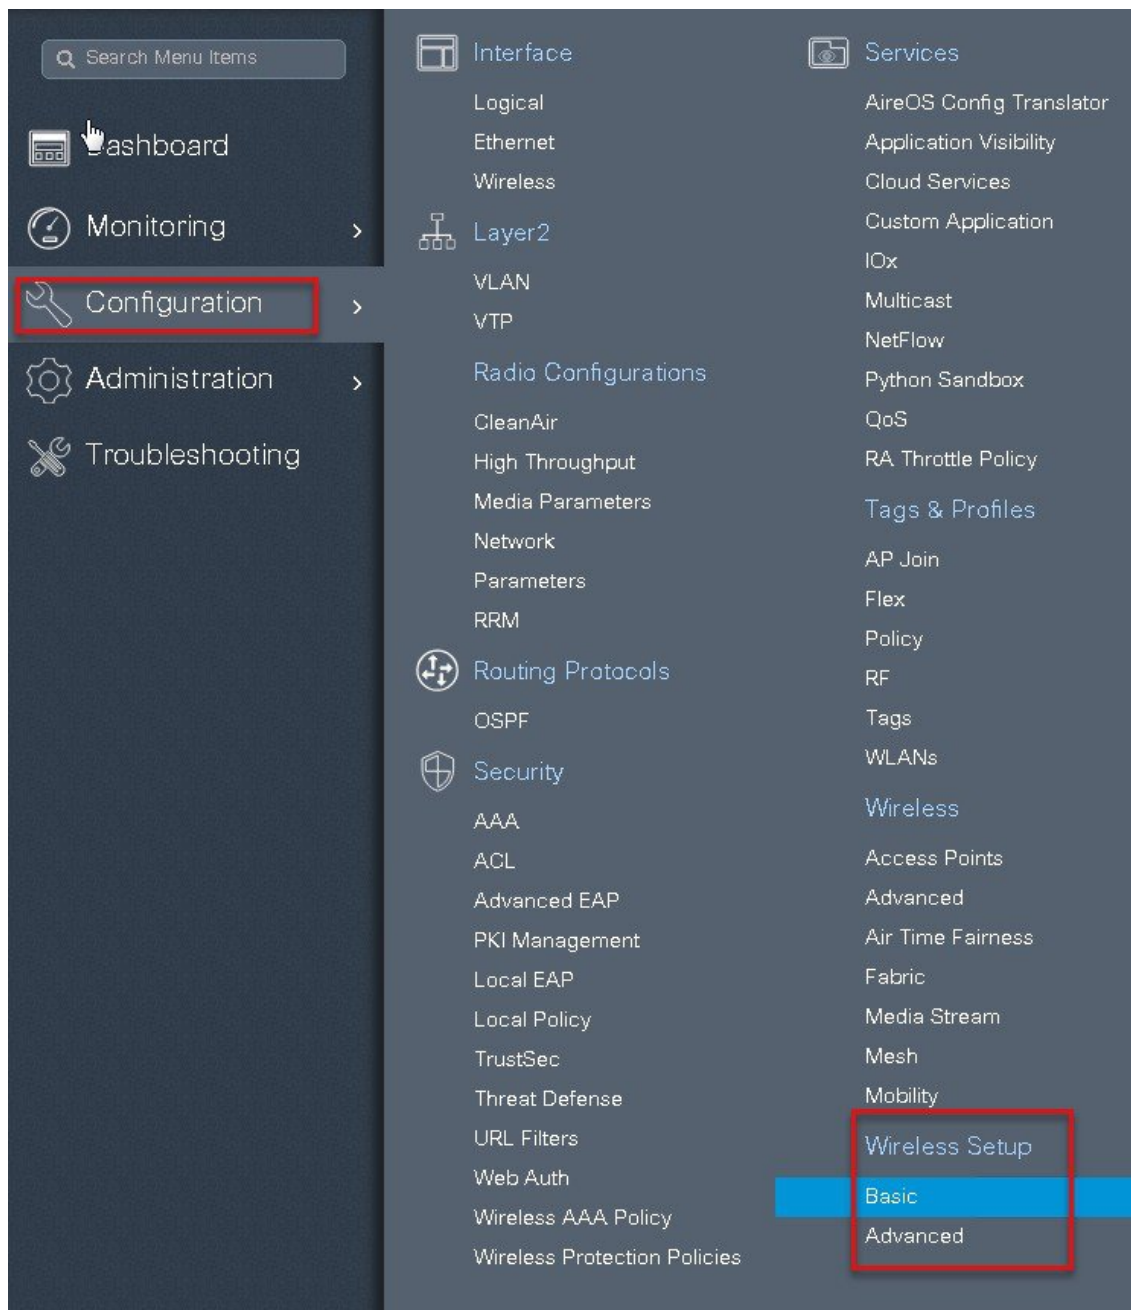 Search Menu Items
Dashboard
Monitoring
Configuration
Administration
Troubleshooting
Interface
Logical
Ethernet
Wireless
Layer2
VLAN
VTP
Radio Configurations
CleanAir
High Throughput
Media Parameters
Network
Parameters
RRM
Routing Protocols
OSPF
Security
AAA
ACL
Advanced EAP
PKI Management
Local EAP
Local Policy
TrustSec
Threat Defense
URL Filters
Web Auth
Wireless AAA Policy
Wireless Protection Policies
Services
AireOS Config Translator
Application Visibility
Cloud Services
Custom Application
IOx
Multicast
NetFlow
Python Sandbox
QoS
RA Throttle Policy
Tags & Profiles
AP Join
Flex
Policy
RF
Tags
WLANs
Wireless
Access Points
Advanced
Air Time Fairness
Fabric
Media Stream
Mesh
Mobility
Wireless Setup
Basic
Advanced